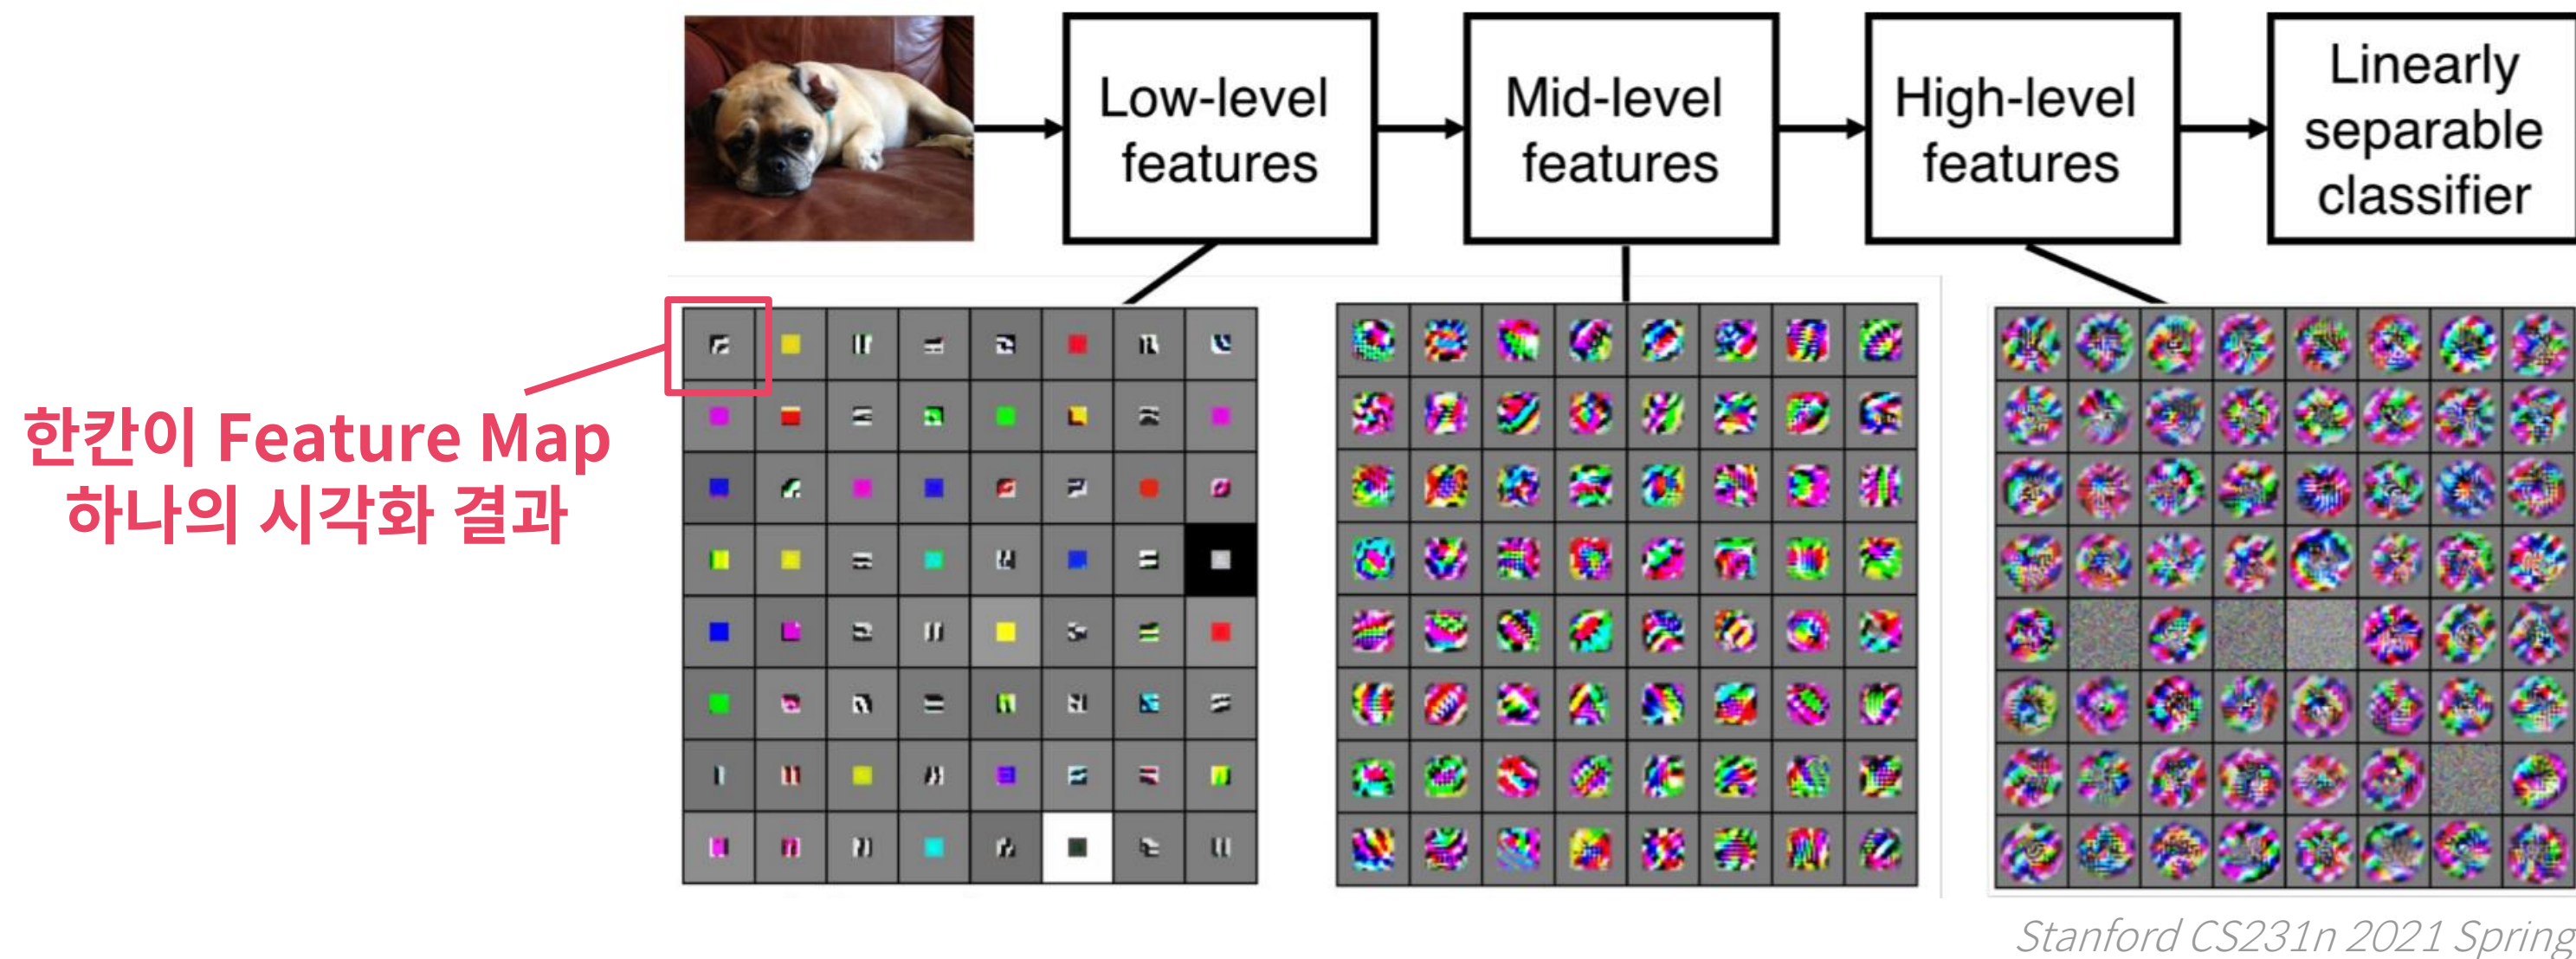 Low-level
features
Mid-level
features
High-level
features
Linearly
separable
classifier
한칸이 Feature Map
하나의 시각화 결과
Stanford CS231n 2021 Spring